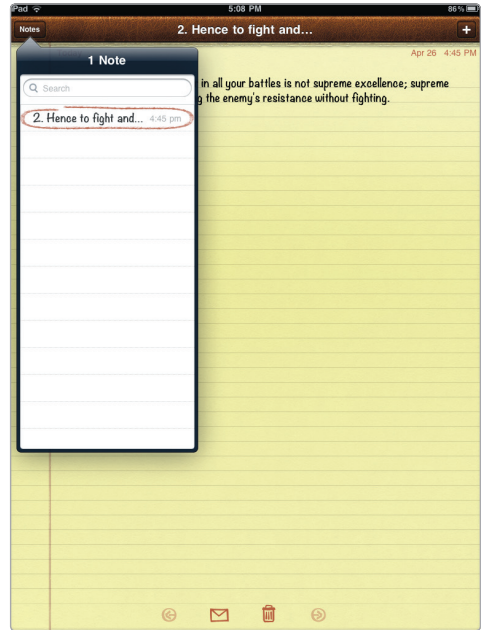 iPad 5:08 PM 86%
Notes 2. Hence to fight and... +
Apr 26 4:45 PM
1 Note
Search
in all your battles is not supreme excellence; supreme
the enemy's resistance without fighting.
2. Hence to fight and... 4:45 pm